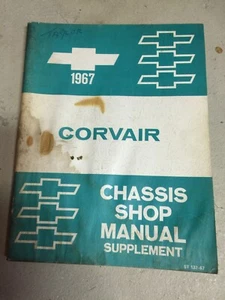 1967
CORVAIR
CHASSIS
SHOP
MANUAL
SUPPLEMENT